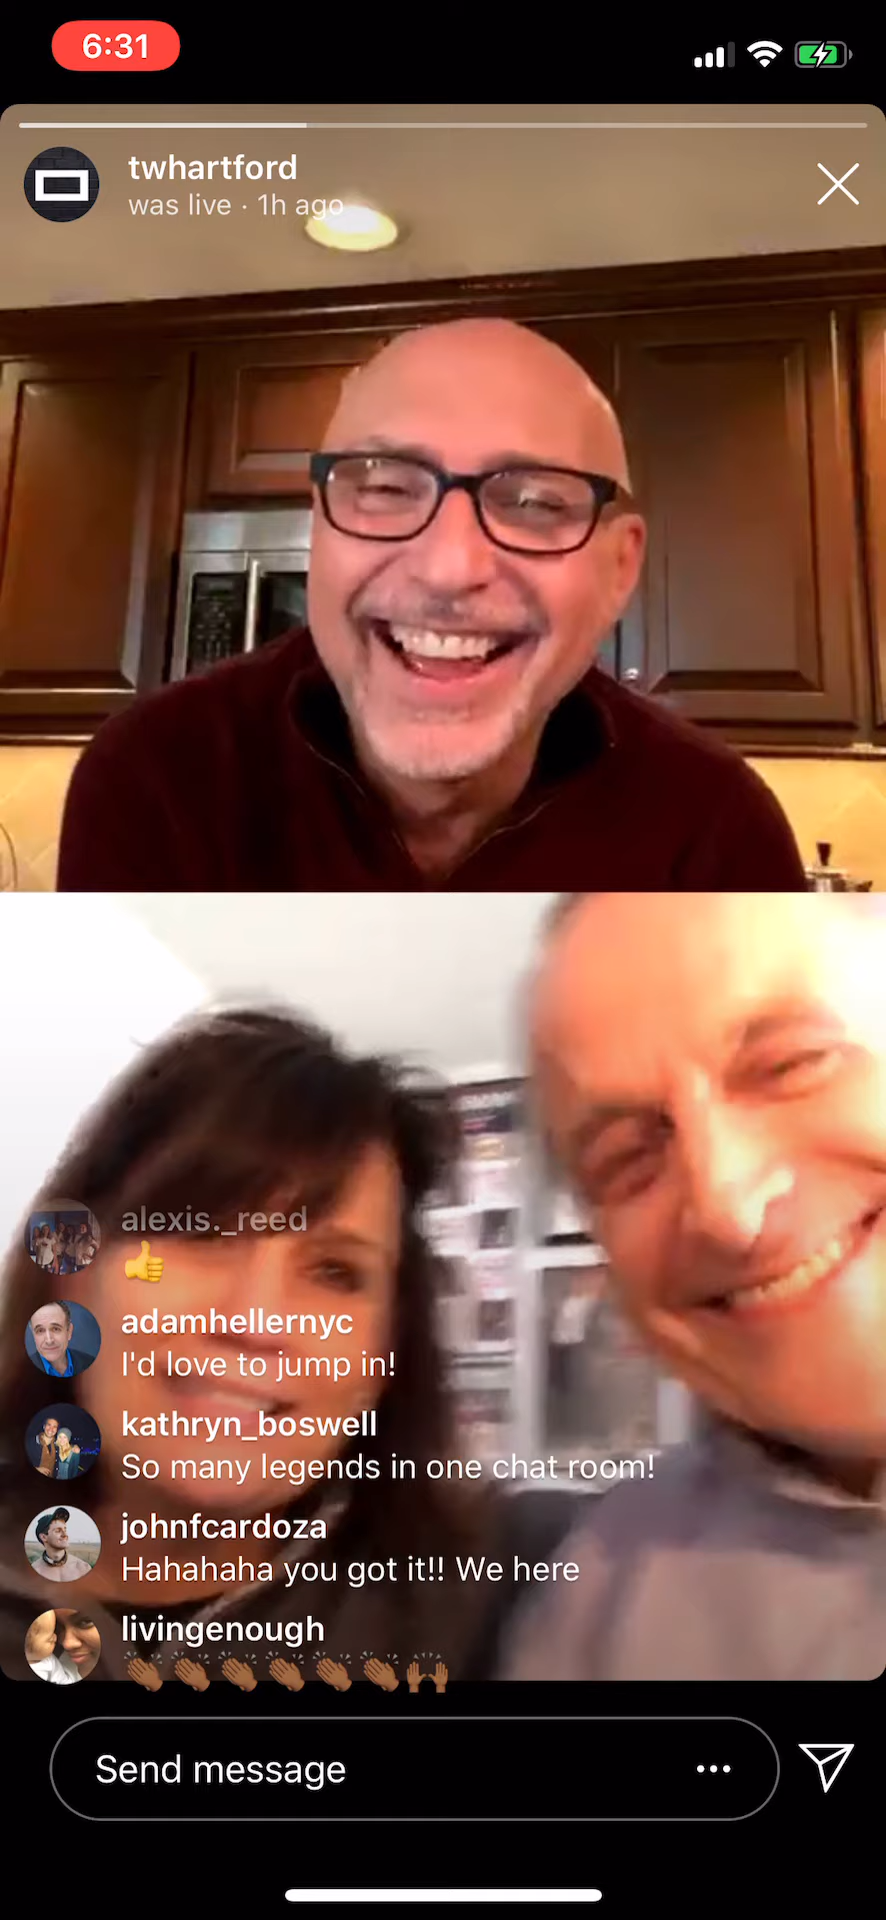 6:31
twhartford
was live · 1h ago
alexis._reed
👍
adamhellernyc
I'd love to jump in!
kathryn_boswell
So many legends in one chat room!
johnfcardoza
Hahahaha you got it!! We here
livingenough
👏🏾👏🏾👏🏾👏🏾👏🏾👏🏾🙌🏾
Send message